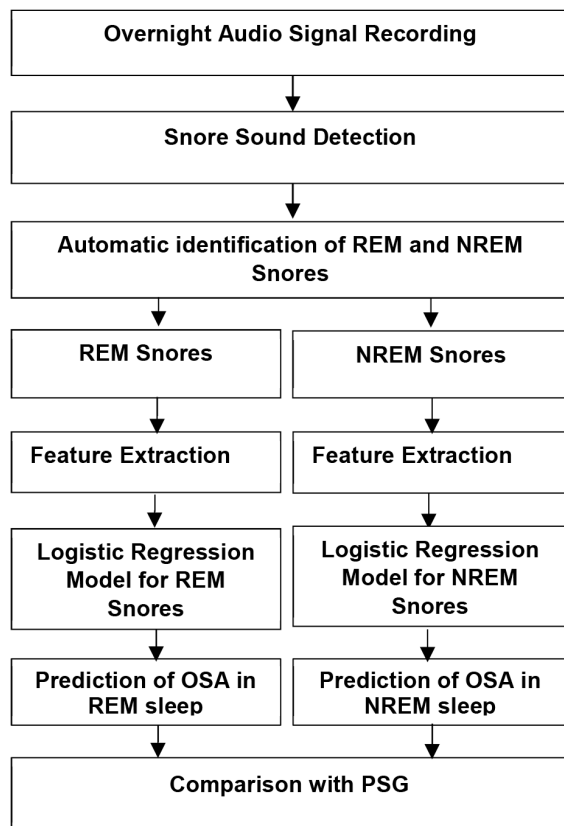 Overnight Audio Signal Recording
Snore Sound Detection
Automatic identification of REM and NREM
Snores
REM Snores
NREM Snores
Feature Extraction
Feature Extraction
Logistic Regression
Model for REM
Snores
Logistic Regression
Model for NREM
Snores
Prediction of OSA in
REM sleep
Prediction of OSA in
NREM sleep
Comparison with PSG